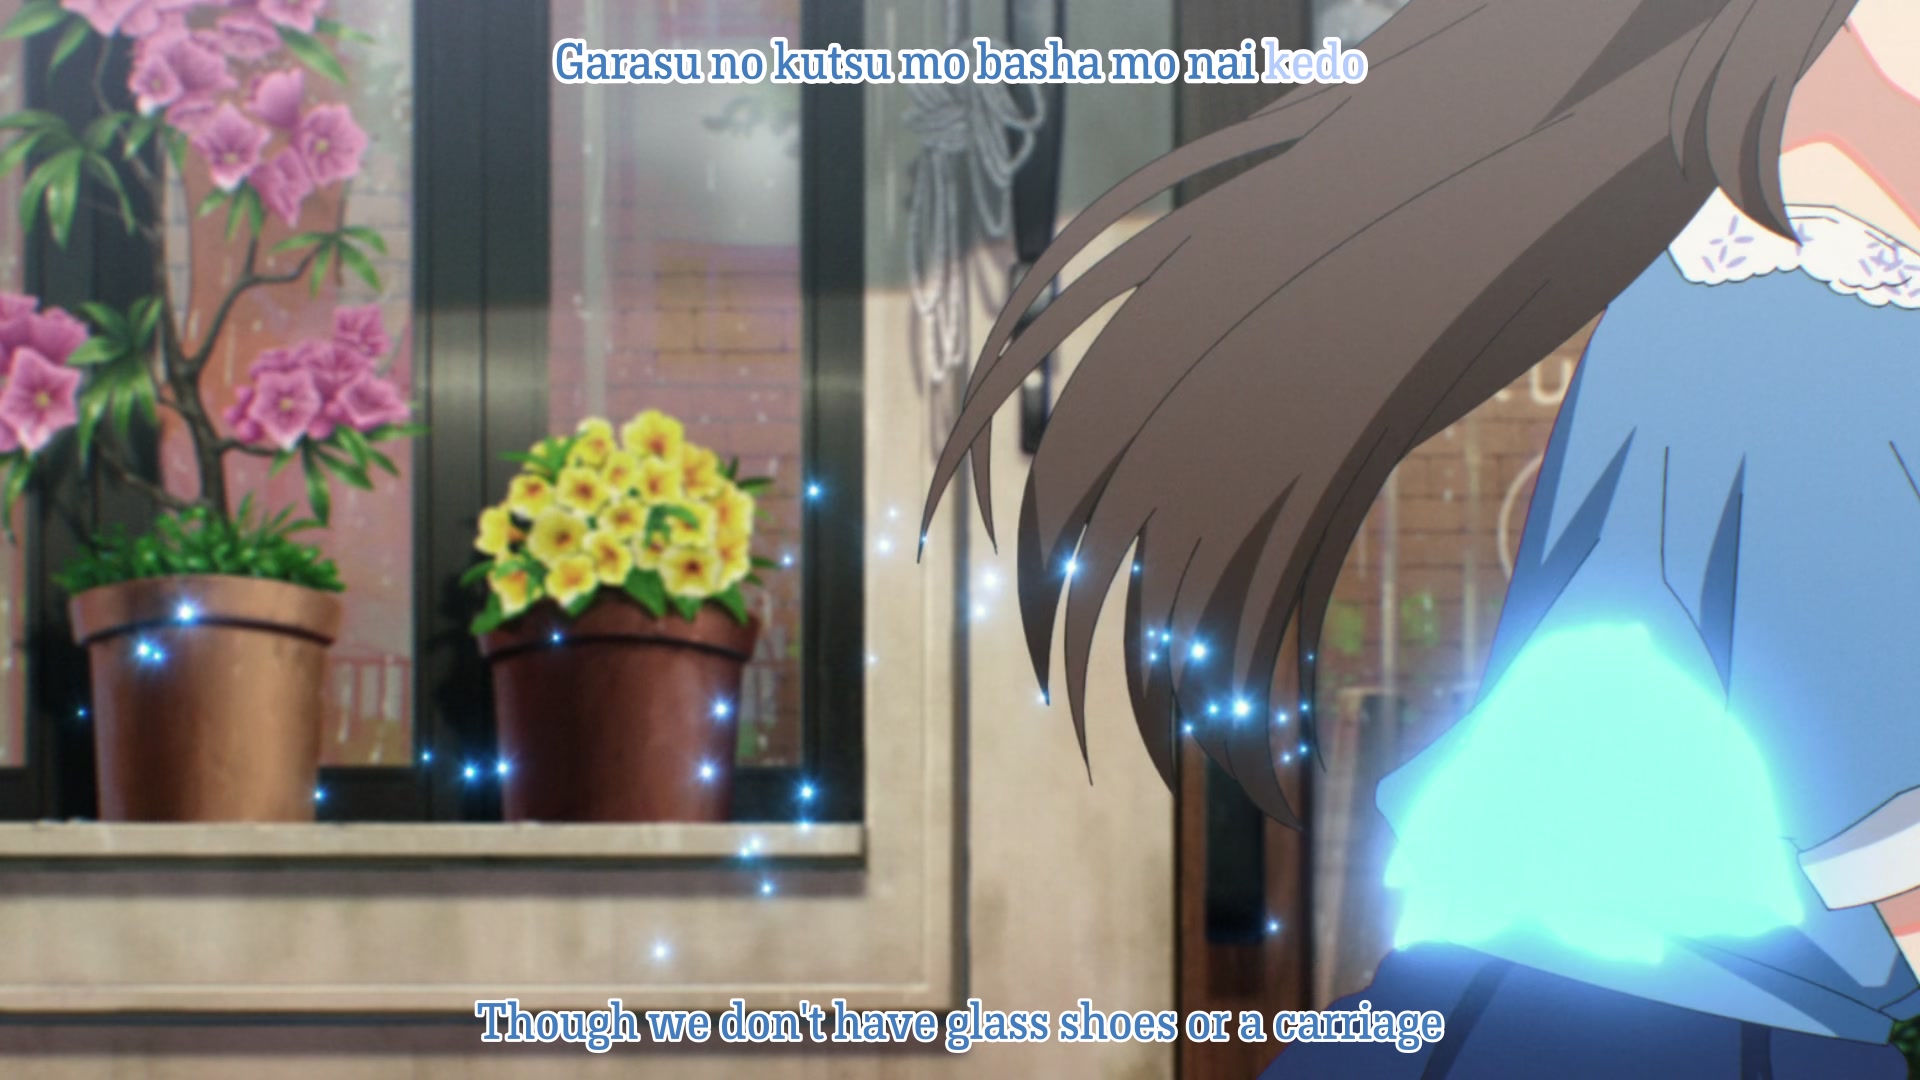 Garasu no kutsu mo basha mo nai kedo
Though we don't have glass shoes or a carriage